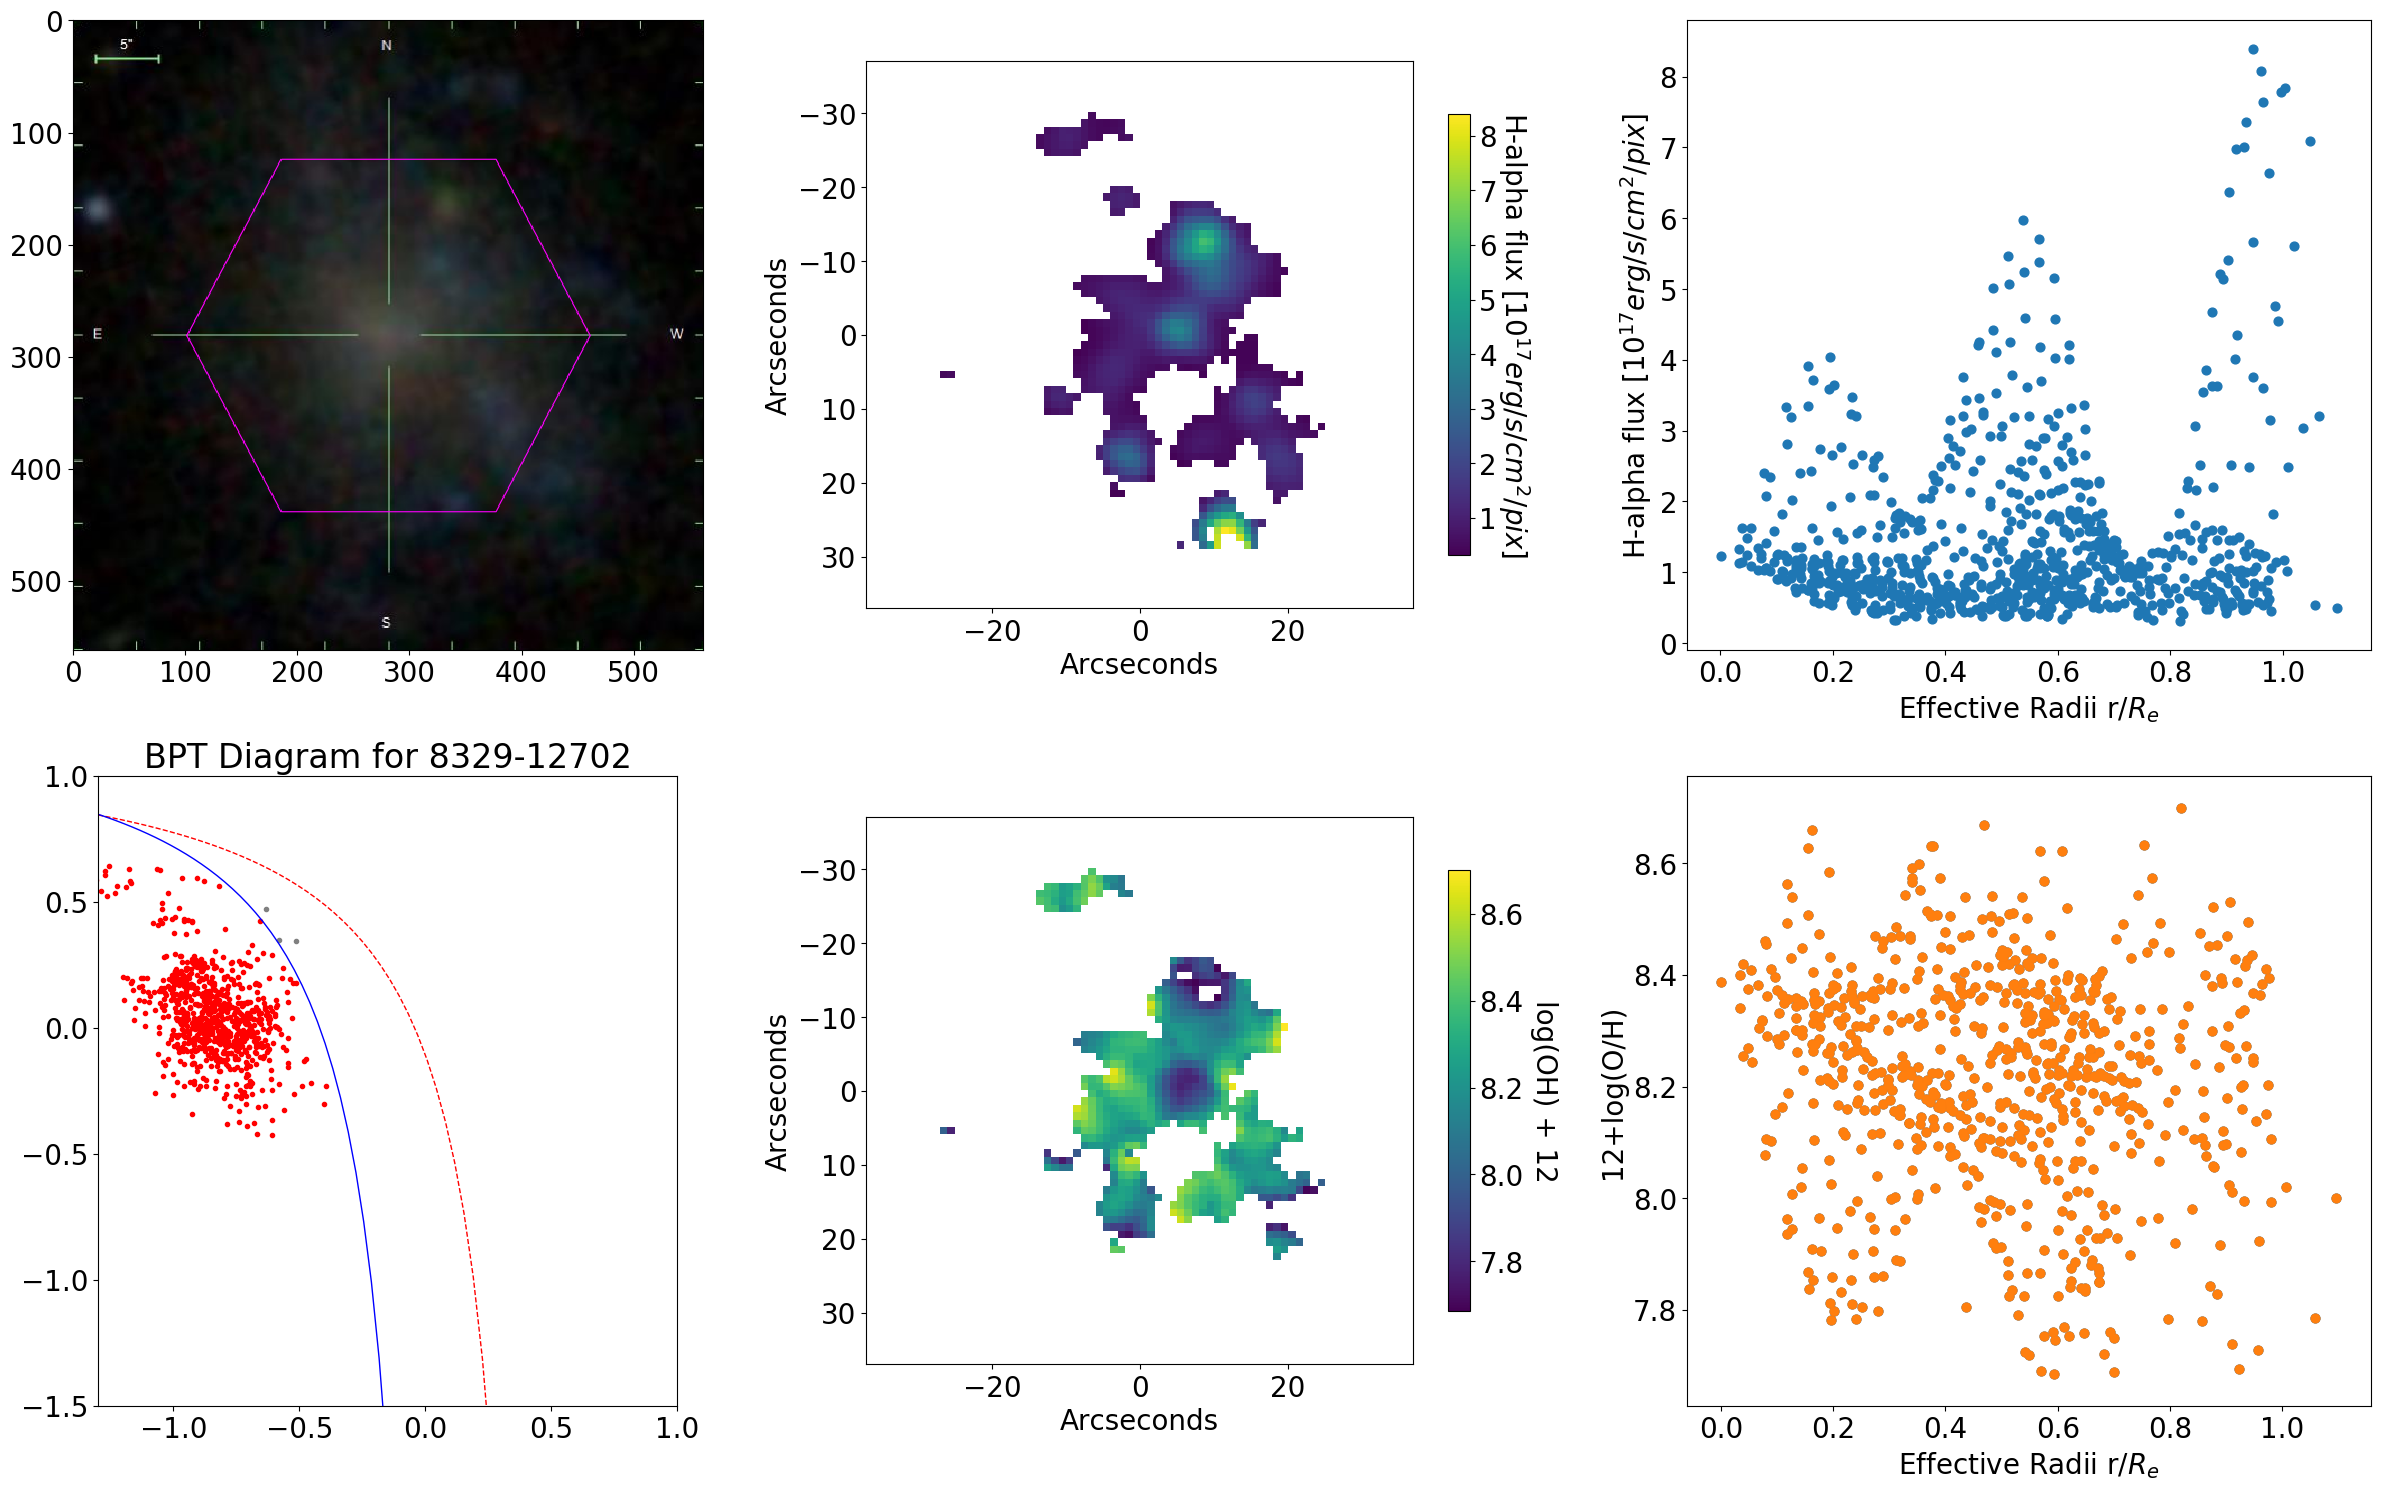 0
100
200
300
400
500
0 100 200 300 400 500
5"
N
E
W
S
−30
−20
−10
0
10
20
30
−20 0 20
Arcseconds
Arcseconds
8
7
6
5
4
3
2
1
H-alpha flux [10^17 erg/s/cm^2/pix]
8
7
6
5
4
3
2
1
0
0.0 0.2 0.4 0.6 0.8 1.0
H-alpha flux [10^17 erg/s/cm^2/pix]
Effective Radii r/R_e
BPT Diagram for 8329-12702
1.0
0.5
0.0
−0.5
−1.0
−1.5
−1.0 −0.5 0.0 0.5 1.0
−30
−20
−10
0
10
20
30
−20 0 20
Arcseconds
Arcseconds
8.6
8.4
8.2
8.0
7.8
log(OH) + 12
8.6
8.4
8.2
8.0
7.8
0.0 0.2 0.4 0.6 0.8 1.0
12+log(O/H)
Effective Radii r/R_e